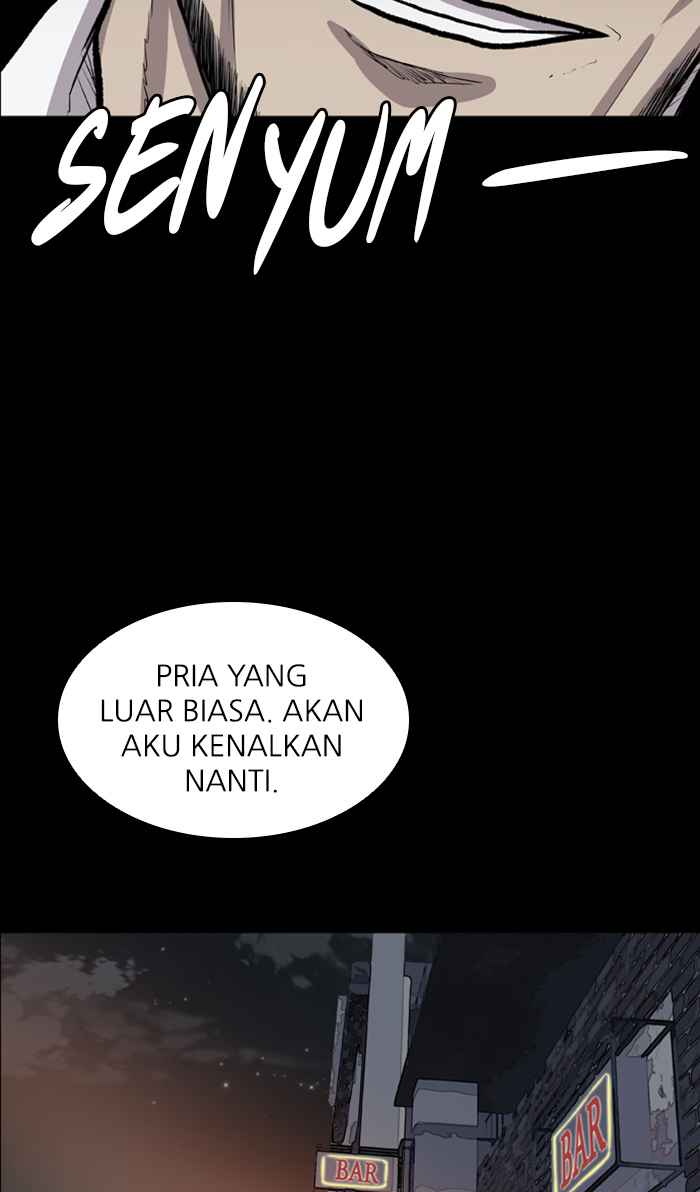 SENYUM —
PRIA YANG
LUAR BIASA. AKAN
AKU KENALKAN
NANTI.
BAR
BAR